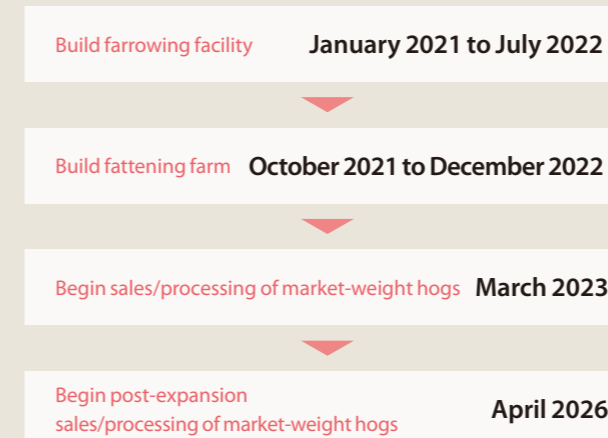 Build farrowing facility January 2021 to July 2022
Build fattening farm October 2021 to December 2022
Begin sales/processing of market-weight hogs March 2023
Begin post-expansion
sales/processing of market-weight hogs April 2026